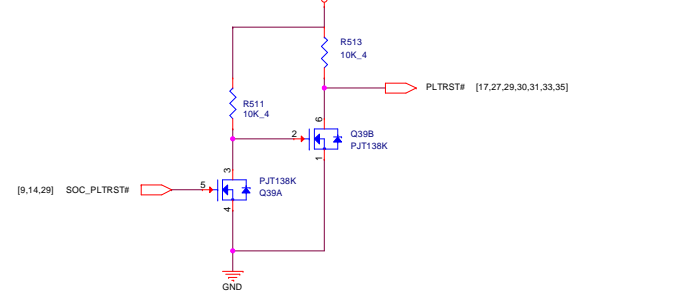 R513
10K_4
R511
10K_4
PLTRST# [17,27,29,30,31,33,35]
6
2
Q39B
PJT138K
1
3
PJT138K
[9,14,29] SOC_PLTRST#
5
Q39A
4
GND